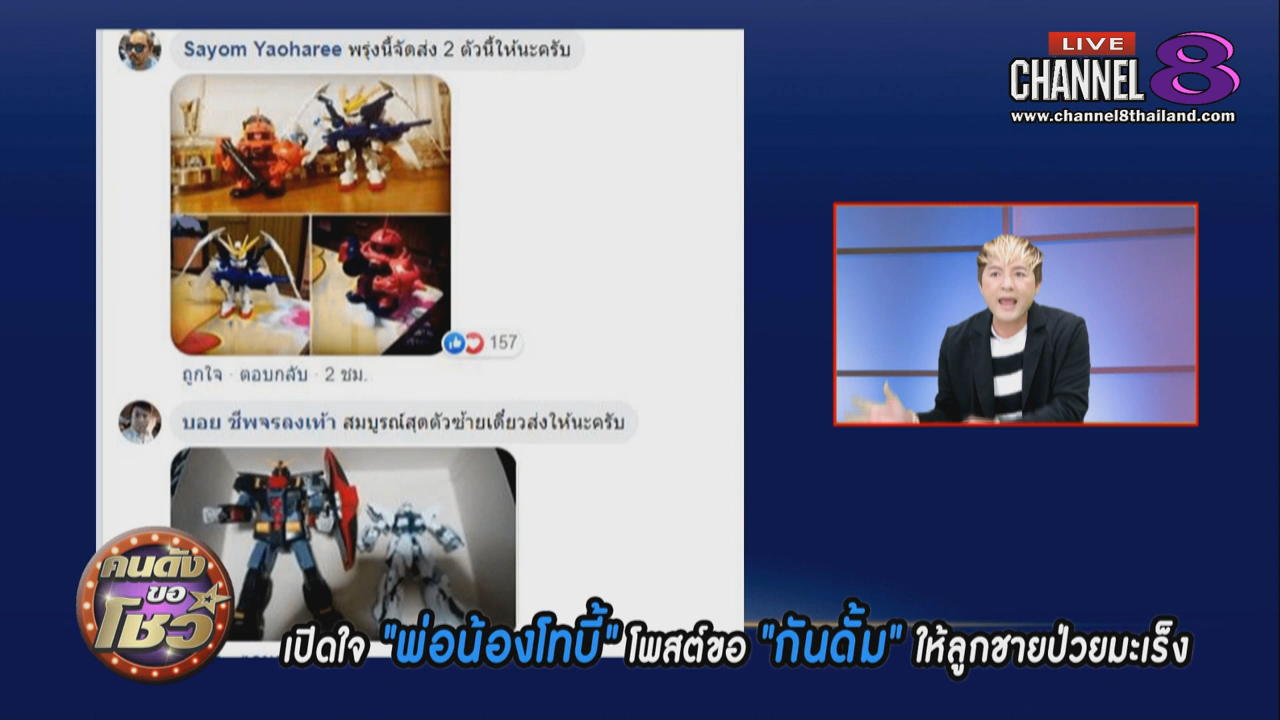 Sayom Yaoharee พรุ่งนี้จัดส่ง 2 ตัวนี้ให้นะครับ
LIVE
CHANNEL 8
www.channel8thailand.com
157
ถูกใจ · ตอบกลับ · 2 ชม.
บอย ชีพจรลงเท้า สมบูรณ์สุดตัวซ้ายเดี๋ยวส่งให้นะครับ
คนดัง
ขอ
โชว์
เปิดใจ "พ่อน้องโทบี้" โพสต์ขอ "กันดั้ม" ให้ลูกชายป่วยมะเร็ง